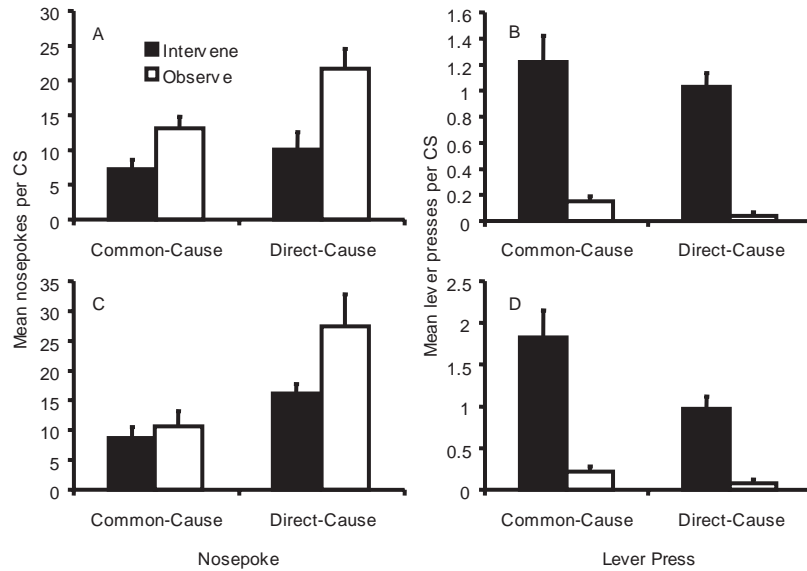 A
Intervene
Observe
Mean nosepokes per CS
30
25
20
15
10
5
0
Common-Cause Direct-Cause
B
Mean lever presses per CS
1.6
1.4
1.2
1
0.8
0.6
0.4
0.2
0
Common-Cause Direct-Cause
C
35
30
25
20
15
10
5
0
Common-Cause Direct-Cause
Nosepoke
D
2.5
2
1.5
1
0.5
0
Common-Cause Direct-Cause
Lever Press